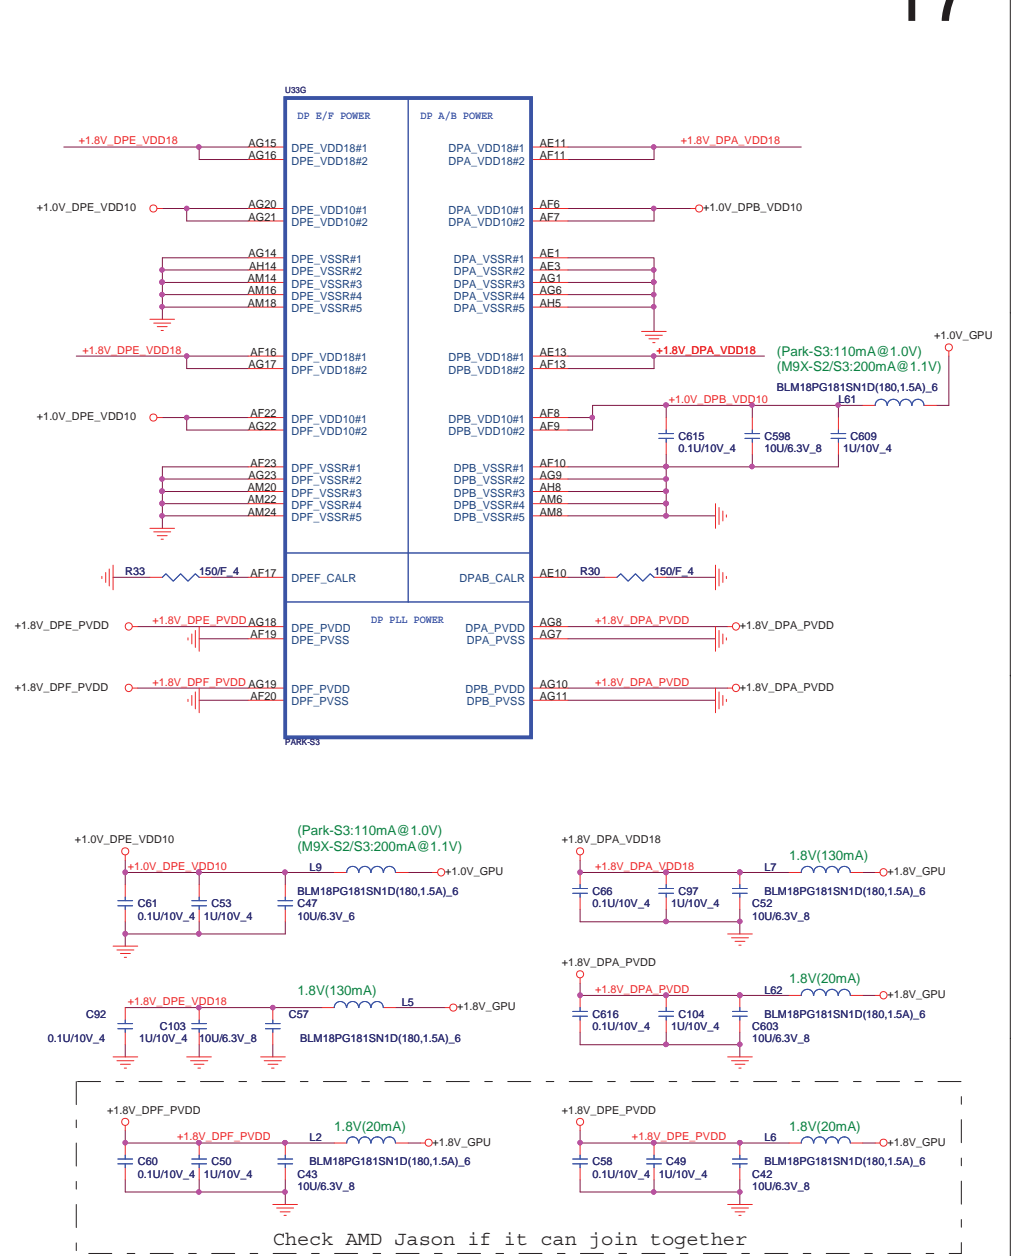 17
U33G
DP E/F POWER DP A/B POWER
+1.8V_DPE_VDD18 AG15 DPE_VDD18#1 DPA_VDD18#1 AE11 +1.8V_DPA_VDD18
AG16 DPE_VDD18#2 DPA_VDD18#2 AF11
+1.0V_DPE_VDD10 AG20 DPE_VDD10#1 DPA_VDD10#1 AF6 +1.0V_DPB_VDD10
AG21 DPE_VDD10#2 DPA_VDD10#2 AF7
AG14 DPE_VSSR#1 DPA_VSSR#1 AE1
AH14 DPE_VSSR#2 DPA_VSSR#2 AE3
AM14 DPE_VSSR#3 DPA_VSSR#3 AG1
AM16 DPE_VSSR#4 DPA_VSSR#4 AG6
AM18 DPE_VSSR#5 DPA_VSSR#5 AH5
+1.0V_GPU
+1.8V_DPE_VDD18 AF16 DPF_VDD18#1 DPB_VDD18#1 AE13 +1.8V_DPA_VDD18 (Park-S3:110mA@1.0V)
AG17 DPF_VDD18#2 DPB_VDD18#2 AF13 (M9X-S2/S3:200mA@1.1V)
BLM18PG181SN1D(180,1.5A)_6
+1.0V_DPB_VDD10 L61
+1.0V_DPE_VDD10 AF22 DPF_VDD10#1 DPB_VDD10#1 AF8
AG22 DPF_VDD10#2 DPB_VDD10#2 AF9
C615 C598 C609
0.1U/10V_4 10U/6.3V_8 1U/10V_4
AF23 DPF_VSSR#1 DPB_VSSR#1 AF10
AG23 DPF_VSSR#2 DPB_VSSR#2 AG9
AM20 DPF_VSSR#3 DPB_VSSR#3 AH8
AM22 DPF_VSSR#4 DPB_VSSR#4 AM6
AM24 DPF_VSSR#5 DPB_VSSR#5 AM8
R33 150/F_4 AF17 DPEF_CALR DPAB_CALR AE10 R30 150/F_4
DP PLL POWER
+1.8V_DPE_PVDD +1.8V_DPE_PVDD AG18 DPE_PVDD DPA_PVDD AG8 +1.8V_DPA_PVDD +1.8V_DPA_PVDD
AF19 DPE_PVSS DPA_PVSS AG7
+1.8V_DPF_PVDD +1.8V_DPF_PVDD AG19 DPF_PVDD DPB_PVDD AG10 +1.8V_DPA_PVDD +1.8V_DPA_PVDD
AF20 DPF_PVSS DPB_PVSS AG11
PARK-S3
+1.0V_DPE_VDD10 (Park-S3:110mA@1.0V)
(M9X-S2/S3:200mA@1.1V)
+1.0V_DPE_VDD10 L9 +1.0V_GPU
BLM18PG181SN1D(180,1.5A)_6
C61 C53 C47
0.1U/10V_4 1U/10V_4 10U/6.3V_6
+1.8V_DPA_VDD18
1.8V(130mA)
+1.8V_DPA_VDD18 L7 +1.8V_GPU
C66 C97 BLM18PG181SN1D(180,1.5A)_6
0.1U/10V_4 1U/10V_4 C52
10U/6.3V_8
1.8V(130mA)
+1.8V_DPE_VDD18 L5 +1.8V_GPU
C92 C57
C103
0.1U/10V_4 1U/10V_4 10U/6.3V_8 BLM18PG181SN1D(180,1.5A)_6
+1.8V_DPA_PVDD
1.8V(20mA)
+1.8V_DPA_PVDD L62 +1.8V_GPU
C616 C104 BLM18PG181SN1D(180,1.5A)_6
0.1U/10V_4 1U/10V_4 C603
10U/6.3V_8
+1.8V_DPF_PVDD
1.8V(20mA)
+1.8V_DPF_PVDD L2 +1.8V_GPU
C60 C50 BLM18PG181SN1D(180,1.5A)_6
0.1U/10V_4 1U/10V_4 C43
10U/6.3V_8
+1.8V_DPE_PVDD
1.8V(20mA)
+1.8V_DPE_PVDD L6 +1.8V_GPU
C58 C49 BLM18PG181SN1D(180,1.5A)_6
0.1U/10V_4 1U/10V_4 C42
10U/6.3V_8
Check AMD Jason if it can join together